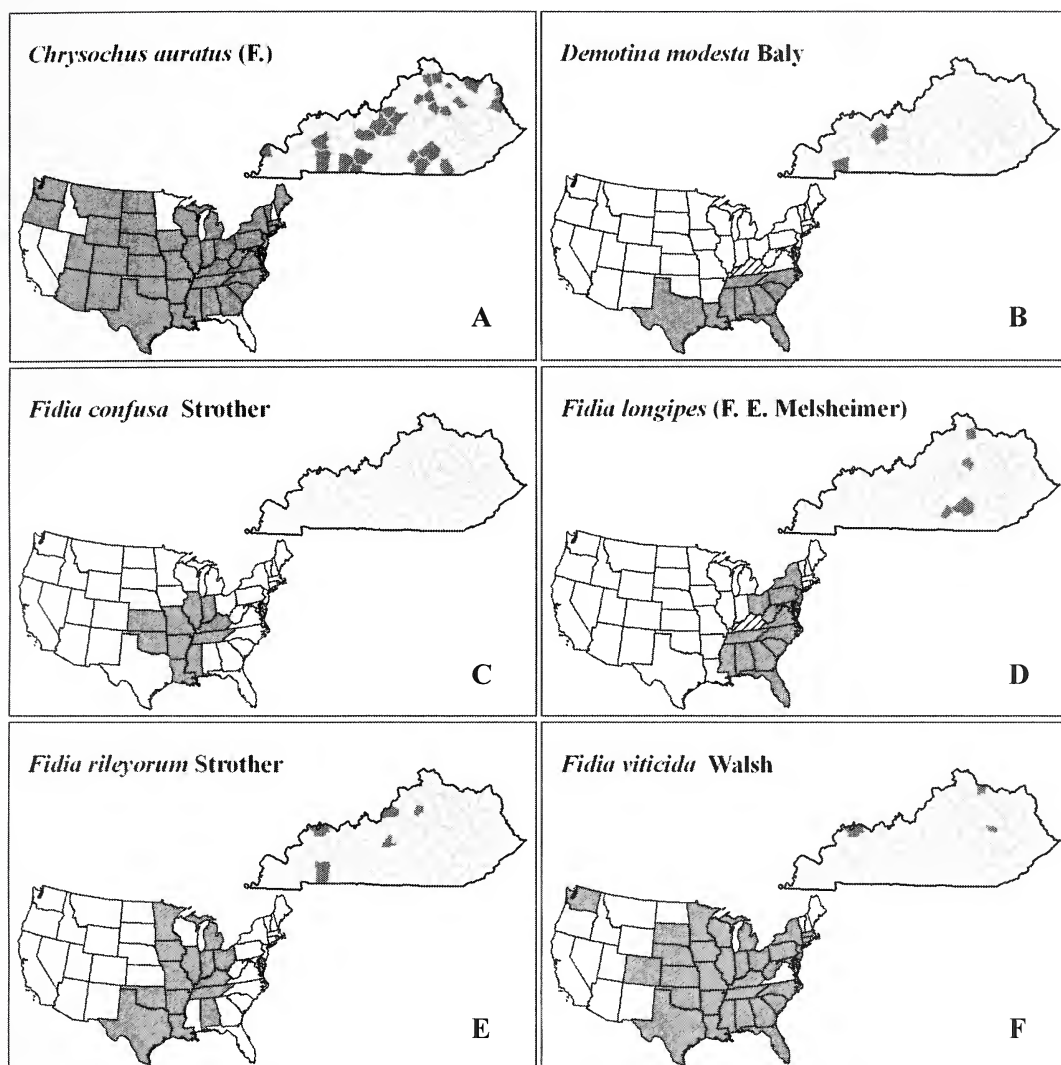 Chrysochus auratus (F.)
A
Demotina modesta Baly
B
Fidia confusa Strother
C
Fidia longipes (F. E. Melsheimer)
D
Fidia rileyorum Strother
E
Fidia viticida Walsh
F